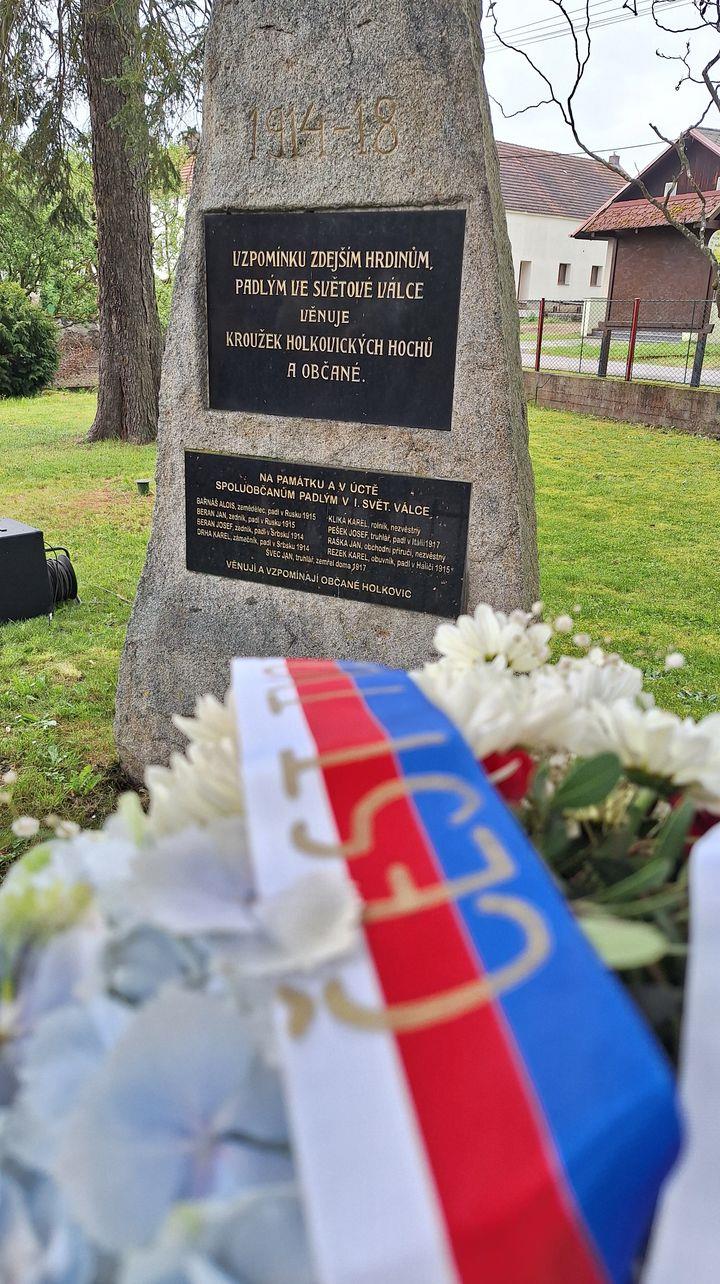 1914-18
VZPOMÍNKU ZDEJŠÍM HRDINŮM,
PADLÝM VE SVĚTOVÉ VÁLCE
VĚNUJE
KROUŽEK HOLKOVICKÝCH HOCHŮ
A OBČANÉ.
NA PAMÁTKU A V ÚCTĚ
SPOLUOBČANŮM PADLÝM V I. SVĚT. VÁLCE
BARNÁŠ ALOIS, zemědělec, padl v Rusku 1915
BERAN JAN, zedník, padl v Rusku 1915
BERAN JOSEF, zedník, padl v Srbsku 1914
DRHA KAREL, zámečník, padl v Srbsku 1914
KLIKA KAREL, rolník, nezvěstný
PEŠEK JOSEF, truhlář, padl v Itálii 1917
RAŠKA JAN, obchodní příručí, nezvěstný
REZEK KAREL, obuvník, padl v Haliči 1915
ŠVEC JAN, truhlář, zemřel doma 1917
VĚNUJÍ A VZPOMÍNAJÍ OBČANÉ HOLKOVIC
ČESTI